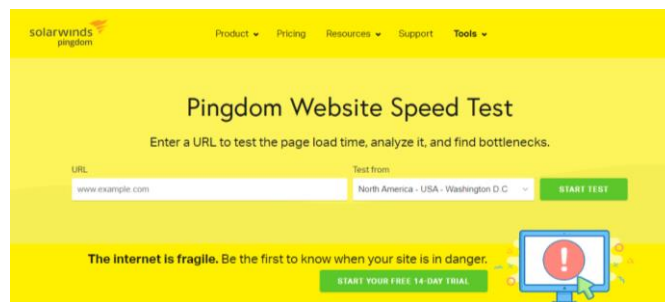 solarwinds
pingdom
Product Pricing Resources Support Tools
Pingdom Website Speed Test
Enter a URL to test the page load time, analyze it, and find bottlenecks.
URL Test from
www.example.com North America - USA - Washington D.C START TEST
The internet is fragile. Be the first to know when your site is in danger.
START YOUR FREE 14-DAY TRIAL
!